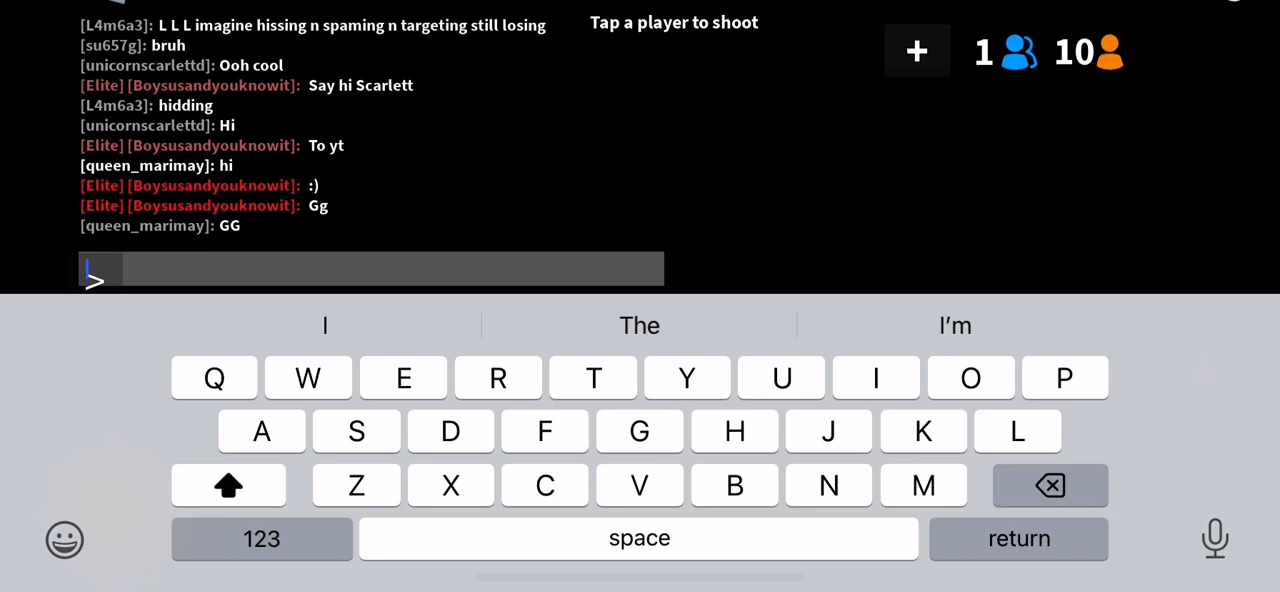 [L4m6a3]: L L L imagine hissing n spaming n targeting still losing
Tap a player to shoot
[su657g]: bruh
[unicornscarlettd]: Ooh cool
[Elite] [Boysusandyouknowit]: Say hi Scarlett
[L4m6a3]: hidding
[unicornscarlettd]: Hi
[Elite] [Boysusandyouknowit]: To yt
[queen_marimay]: hi
[Elite] [Boysusandyouknowit]: :)
[Elite] [Boysusandyouknowit]: Gg
[queen_marimay]: GG
+ 1 10
>
I The I'm
Q W E R T Y U I O P
A S D F G H J K L
Z X C V B N M
123 space return